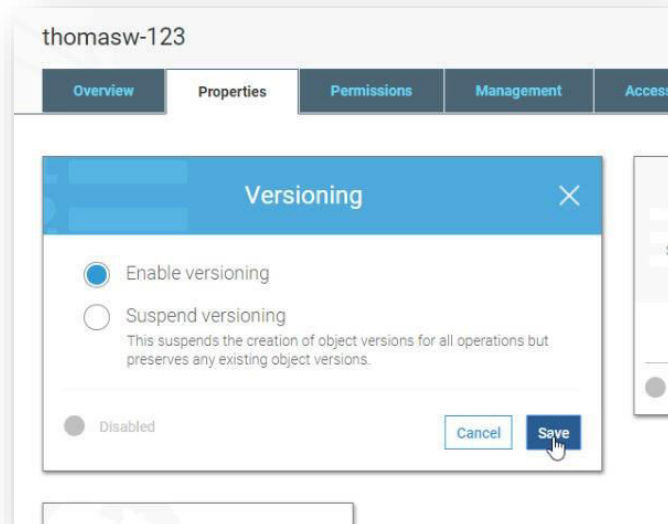 thomasw-123
Overview Properties Permissions Management Access
Versioning
Enable versioning
Suspend versioning
This suspends the creation of object versions for all operations but
preserves any existing object versions.
Disabled
Cancel Save